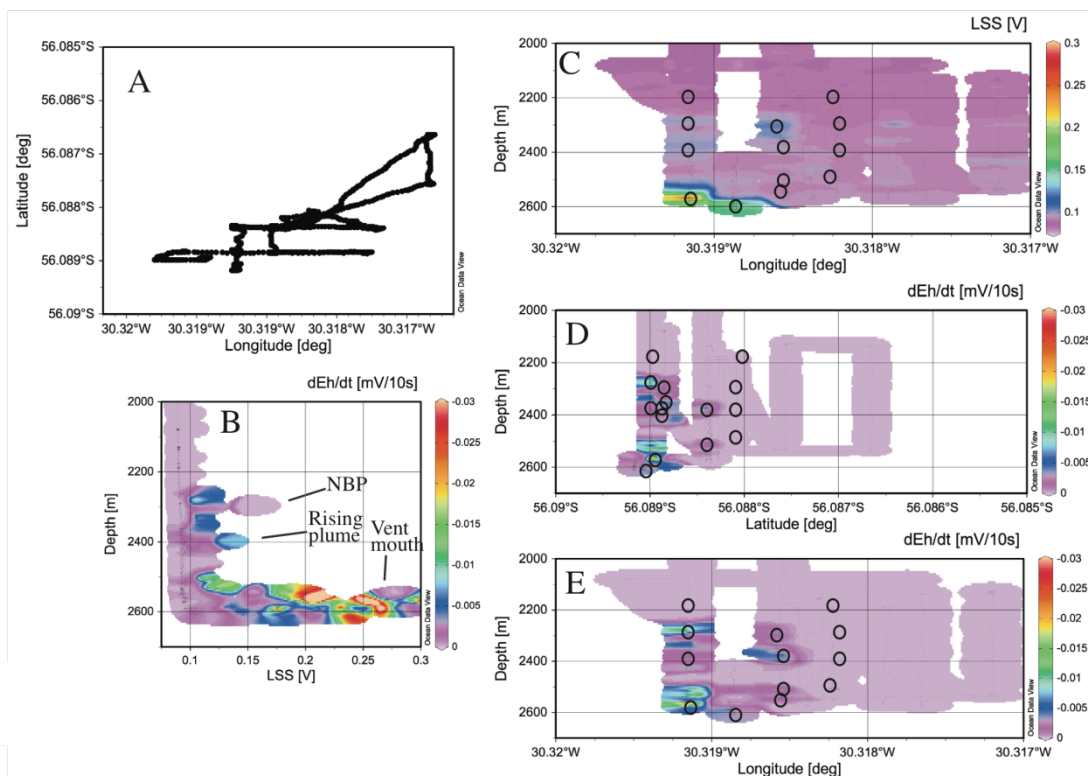 A
56.085°S
56.086°S
56.087°S
56.088°S
56.089°S
56.09°S
Latitude [deg]
30.32°W 30.319°W 30.319°W 30.318°W 30.317°W
Longitude [deg]
Ocean Data View
dEh/dt [mV/10s]
B
2000
2200
2400
2600
Depth [m]
NBP
Rising
plume
Vent
mouth
0.1 0.15 0.2 0.25 0.3
LSS [V]
Ocean Data View
-0.03
-0.025
-0.02
-0.015
-0.01
-0.005
0
LSS [V]
C
2000
2200
2400
2600
Depth [m]
30.32°W 30.319°W 30.318°W 30.317°W
Longitude [deg]
Ocean Data View
0.3
0.25
0.2
0.15
0.1
dEh/dt [mV/10s]
D
2000
2200
2400
2600
Depth [m]
56.09°S 56.089°S 56.088°S 56.087°S 56.086°S 56.085°S
Latitude [deg]
Ocean Data View
-0.03
-0.025
-0.02
-0.015
-0.01
-0.005
0
dEh/dt [mV/10s]
E
2000
2200
2400
2600
Depth [m]
30.32°W 30.319°W 30.318°W 30.317°W
Longitude [deg]
Ocean Data View
-0.03
-0.025
-0.02
-0.015
-0.01
-0.005
0